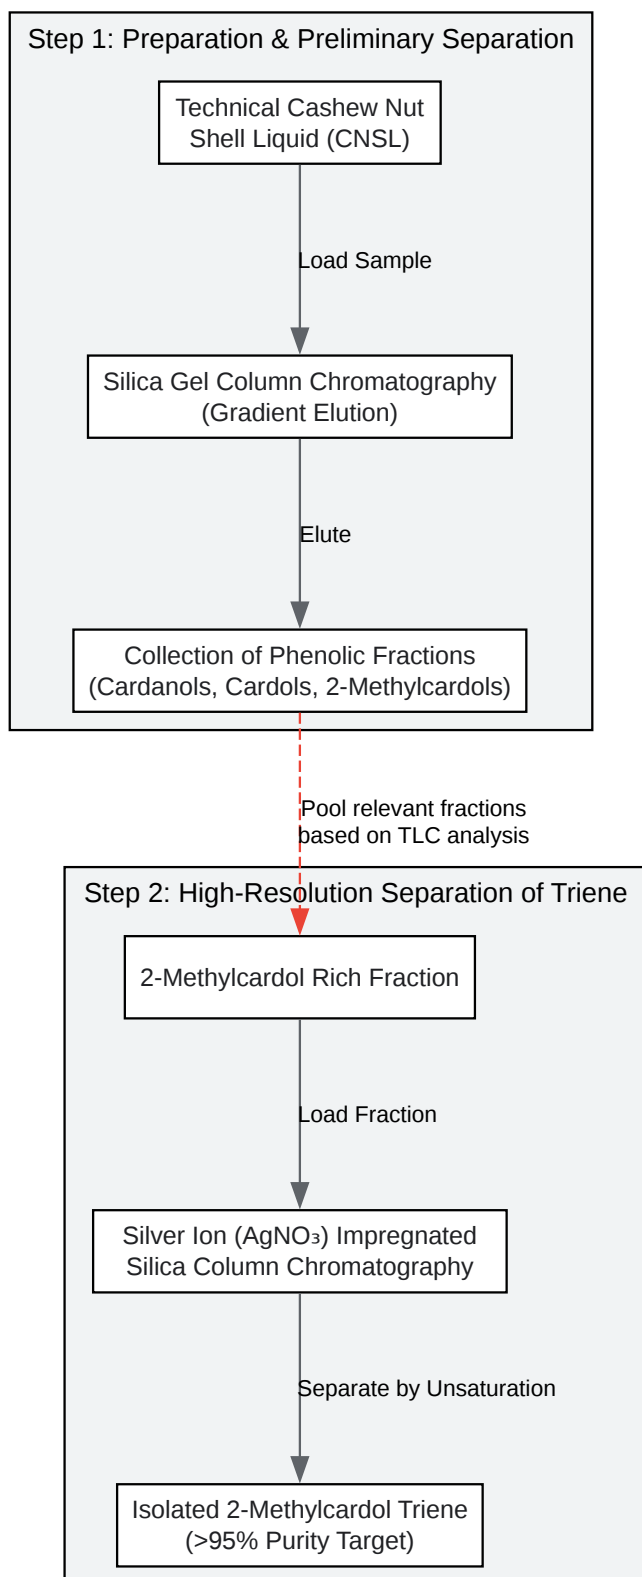 Step 1: Preparation & Preliminary Separation
Technical Cashew Nut
Shell Liquid (CNSL)
Load Sample
Silica Gel Column Chromatography
(Gradient Elution)
Elute
Collection of Phenolic Fractions
(Cardanols, Cardols, 2-Methylcardols)
Pool relevant fractions
based on TLC analysis
Step 2: High-Resolution Separation of Triene
2-Methylcardol Rich Fraction
Load Fraction
Silver Ion (AgNO₃) Impregnated
Silica Column Chromatography
Separate by Unsaturation
Isolated 2-Methylcardol Triene
(>95% Purity Target)